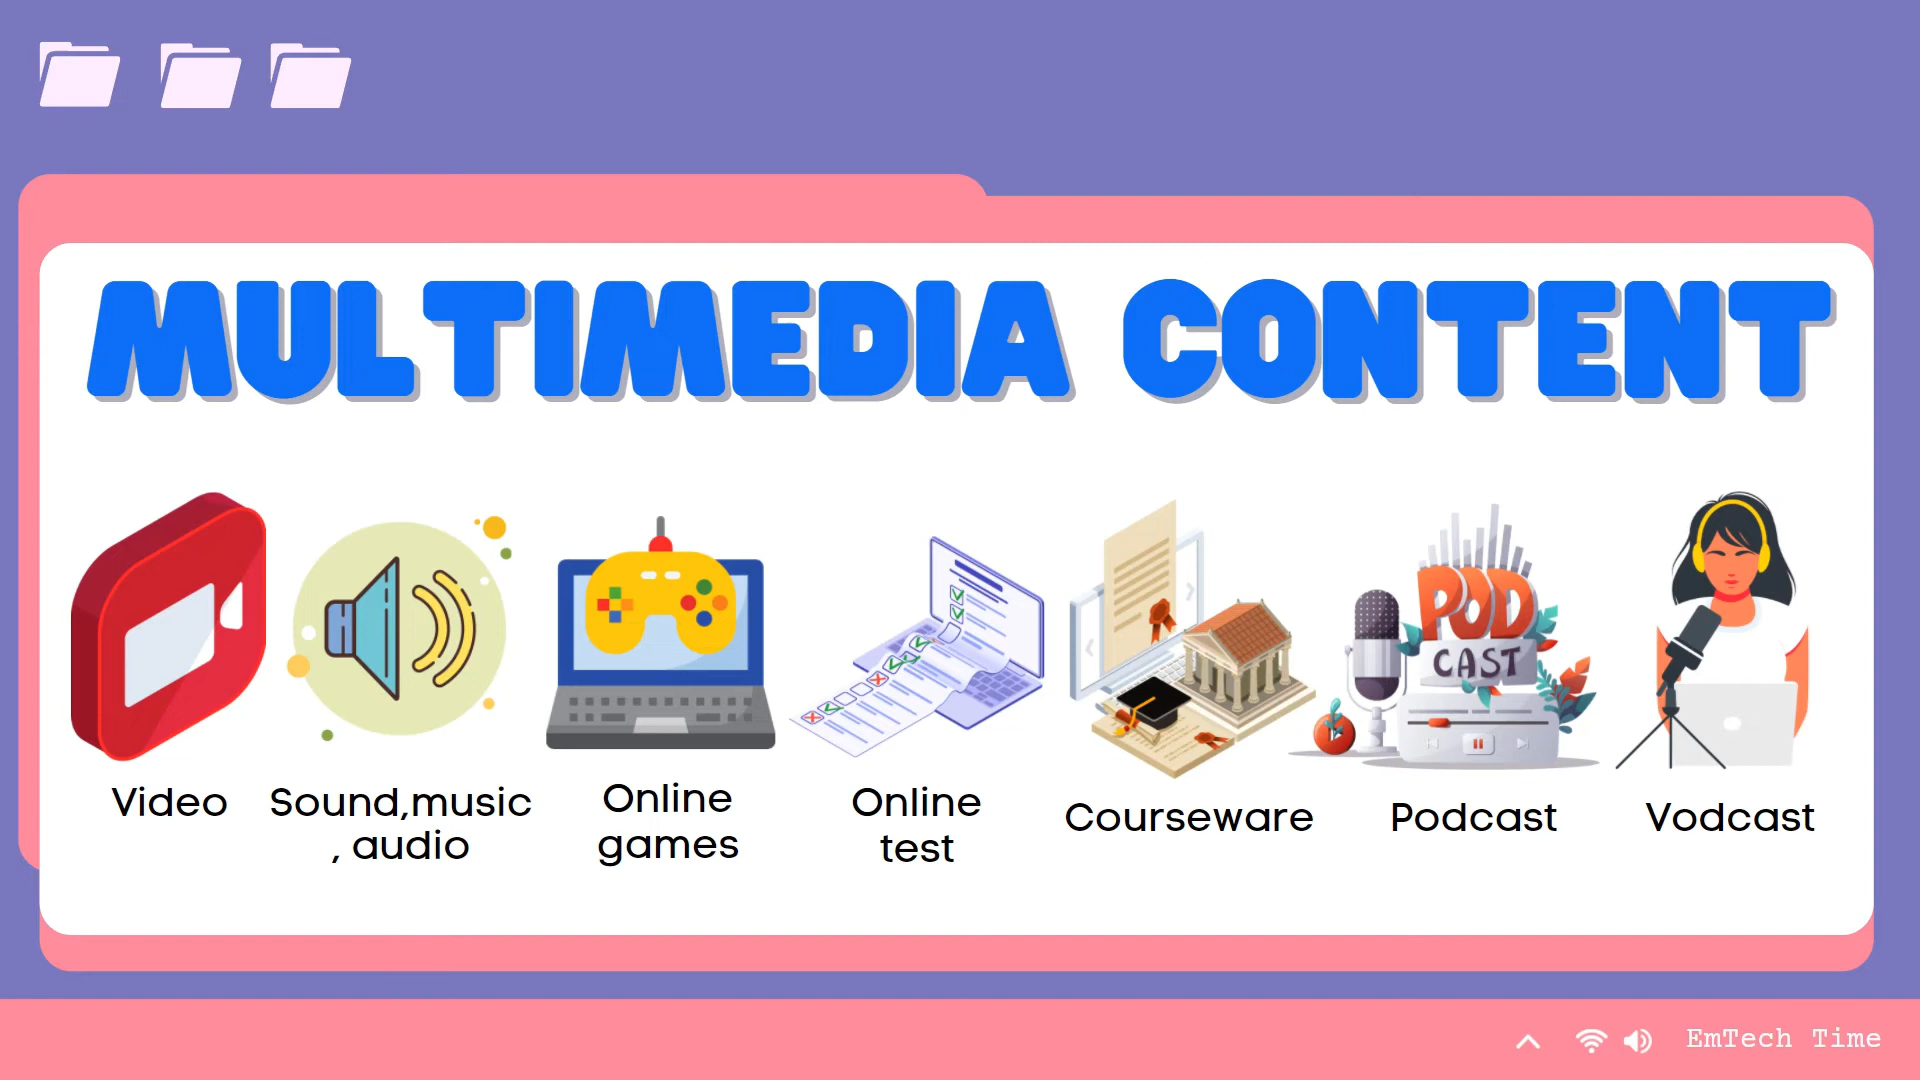 MULTIMEDIA CONTENT
POD
CAST
Video
Sound,music
, audio
Online
games
Online
test
Courseware
Podcast
Vodcast
EmTech Time